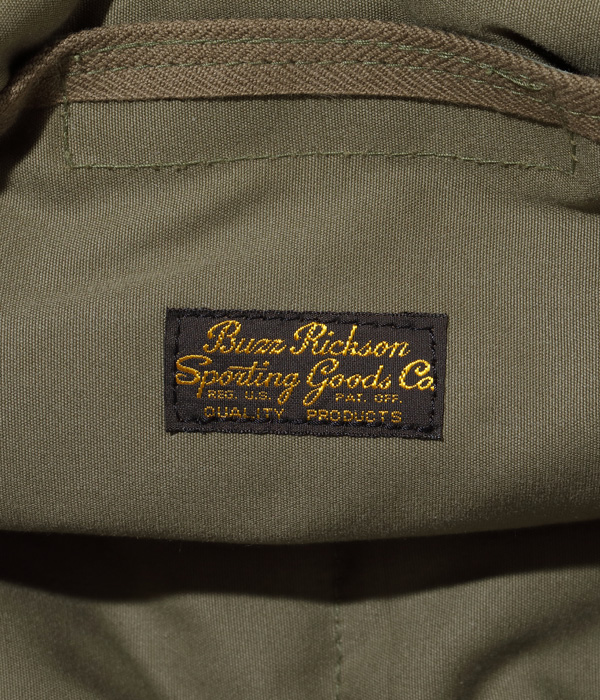 Buzz Rickson
Sporting Goods Co.
REG. U.S. PAT. OFF.
QUALITY PRODUCTS